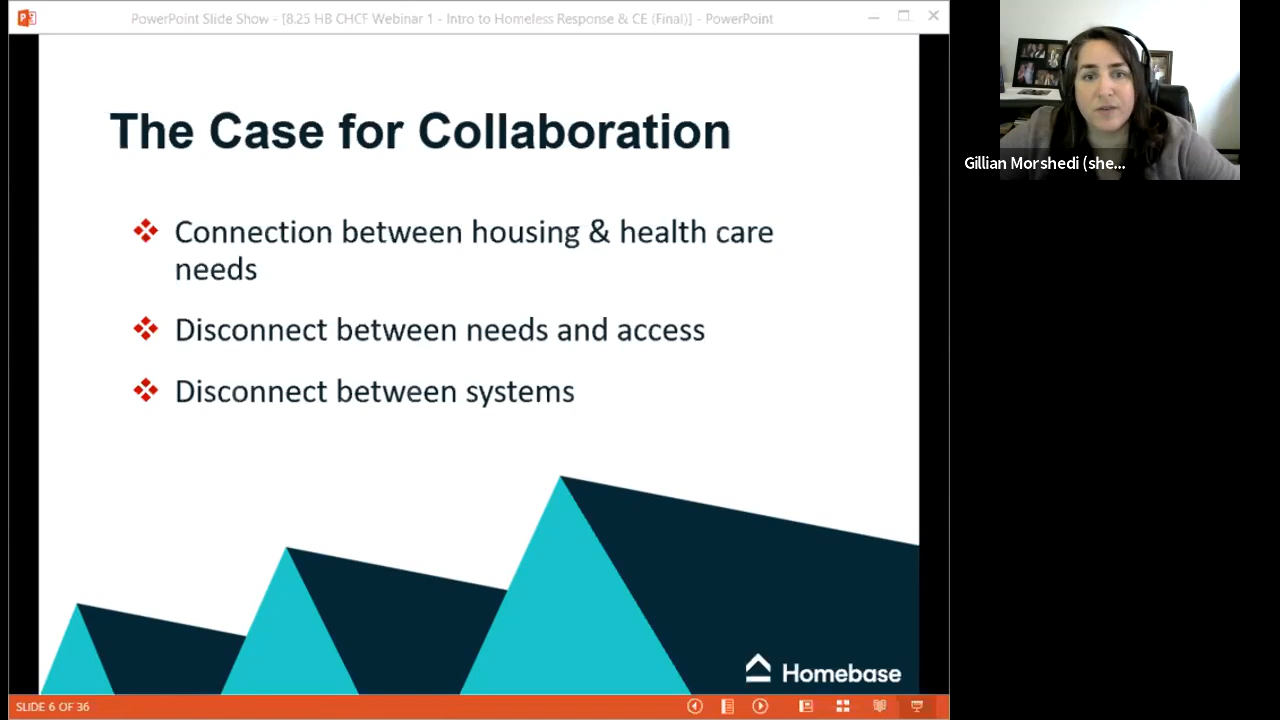 PowerPoint Slide Show - [8.25 HB CHCF Webinar 1 - Intro to Homeless Response & CE (Final)] - PowerPoint
The Case for Collaboration
Connection between housing & health care
needs
Disconnect between needs and access
Disconnect between systems
Homebase
SLIDE 6 OF 36
Gillian Morshedi (she...